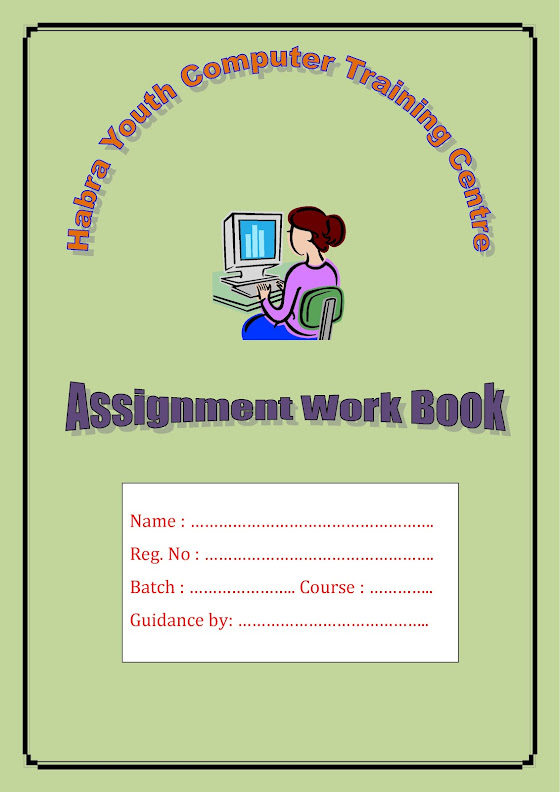 Habra Youth Computer Training Centre
Assignment Work Book
Name : …………………………………………….
Reg. No : ………………………………………….
Batch : ………………….. Course : …………..
Guidance by: …………………………………..